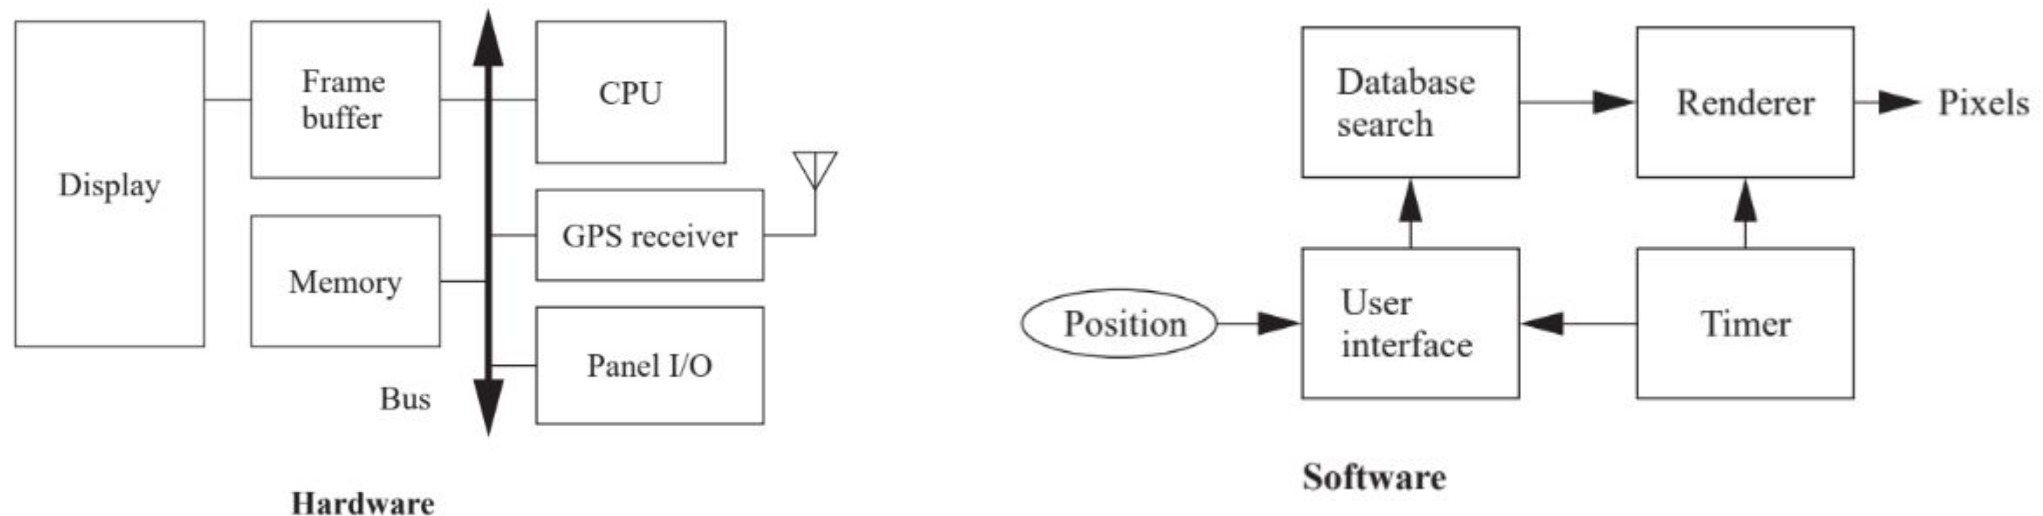 Display
Frame
buffer
Memory
Bus
CPU
GPS receiver
Panel I/O
Hardware
Database
search
Renderer
Pixels
Position
User
interface
Timer
Software